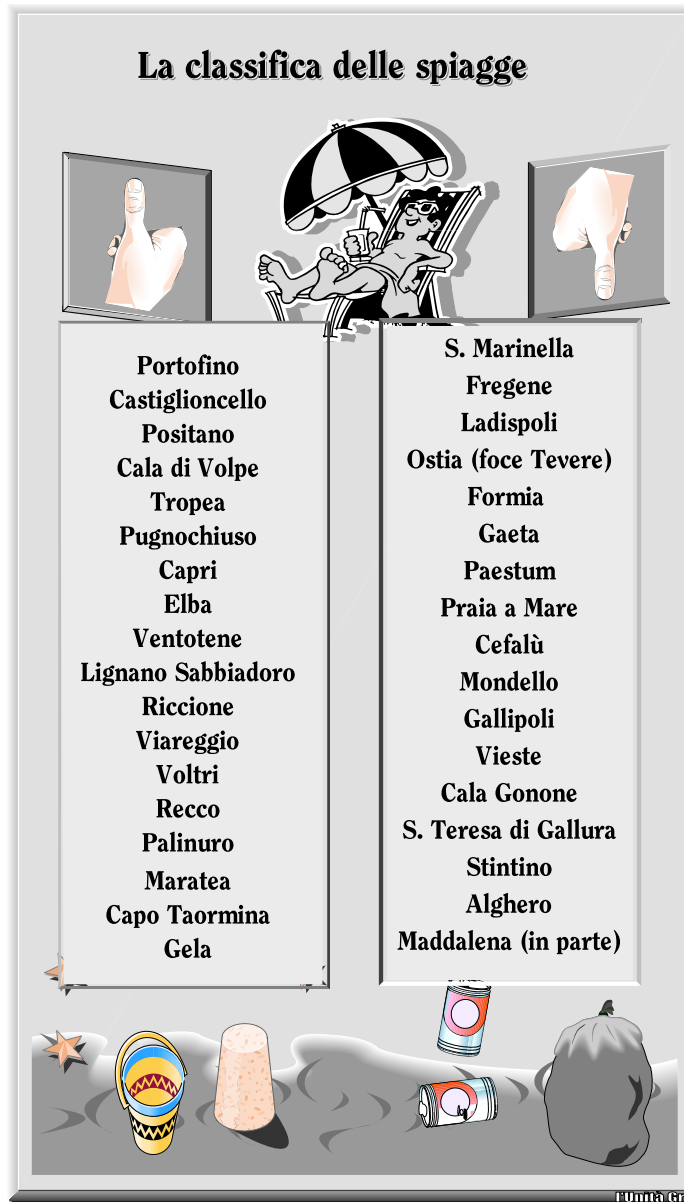 La classifica delle spiagge
Portofino
Castiglioncello
Positano
Cala di Volpe
Tropea
Pugnochiuso
Capri
Elba
Ventotene
Lignano Sabbiadoro
Riccione
Viareggio
Voltri
Recco
Palinuro
Maratea
Capo Taormina
Gela
S. Marinella
Fregene
Ladispoli
Ostia (foce Tevere)
Formia
Gaeta
Paestum
Praia a Mare
Cefalù
Mondello
Gallipoli
Vieste
Cala Gonone
S. Teresa di Gallura
Stintino
Alghero
Maddalena (in parte)
l'Unità Gr